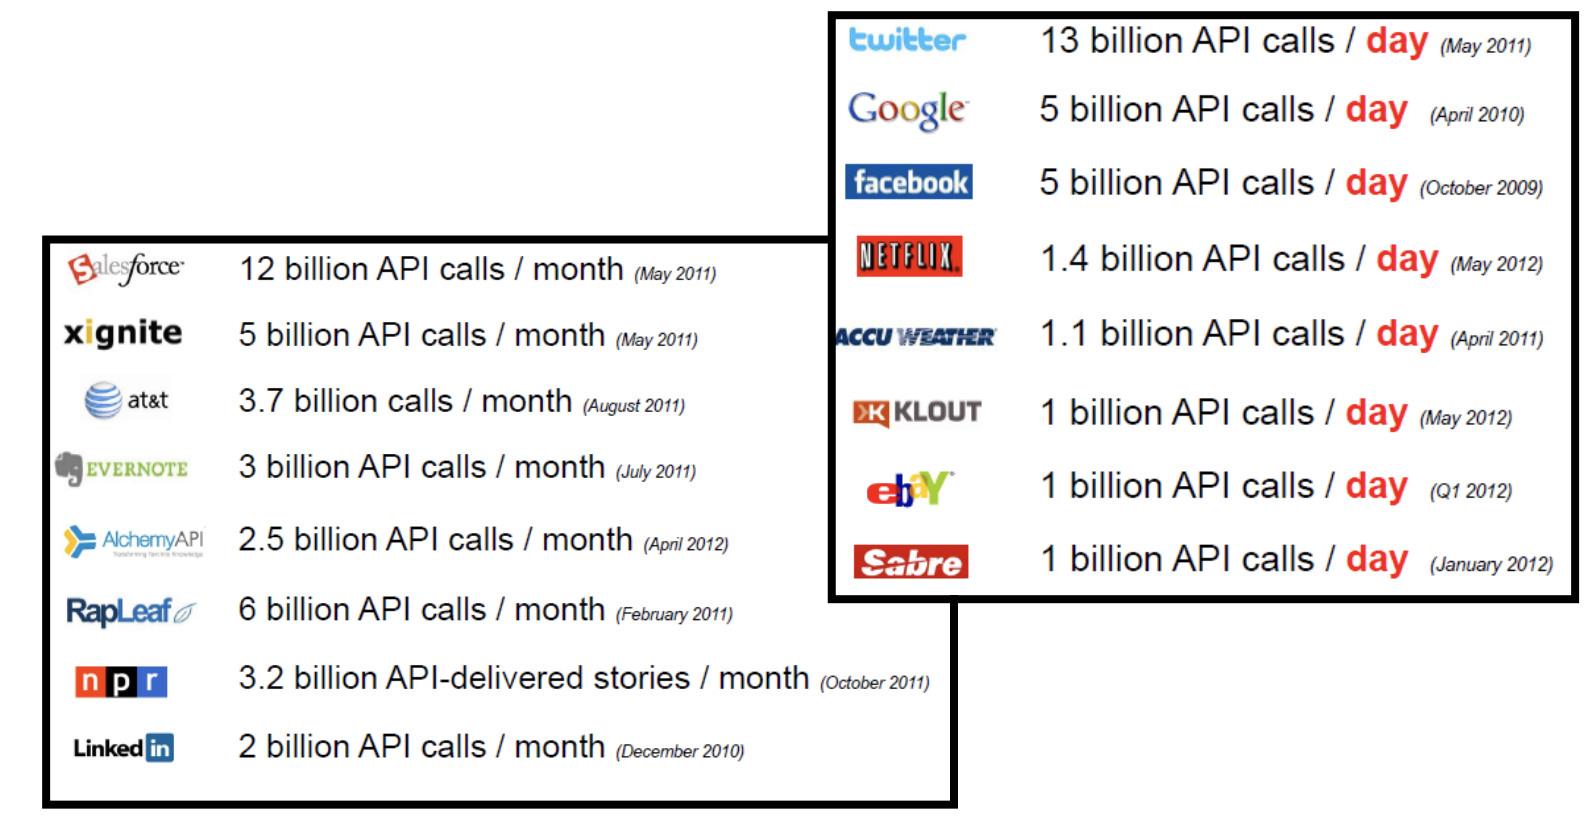 twitter 13 billion API calls / day (May 2011)
Google 5 billion API calls / day (April 2010)
facebook 5 billion API calls / day (October 2009)
NETFLIX 1.4 billion API calls / day (May 2012)
ACCUWEATHER 1.1 billion API calls / day (April 2011)
KLOUT 1 billion API calls / day (May 2012)
ebaY 1 billion API calls / day (Q1 2012)
Sabre 1 billion API calls / day (January 2012)
Salesforce 12 billion API calls / month (May 2011)
xignite 5 billion API calls / month (May 2011)
at&t 3.7 billion calls / month (August 2011)
EVERNOTE 3 billion API calls / month (July 2011)
AlchemyAPI 2.5 billion API calls / month (April 2012)
RapLeaf 6 billion API calls / month (February 2011)
npr 3.2 billion API-delivered stories / month (October 2011)
Linked in 2 billion API calls / month (December 2010)